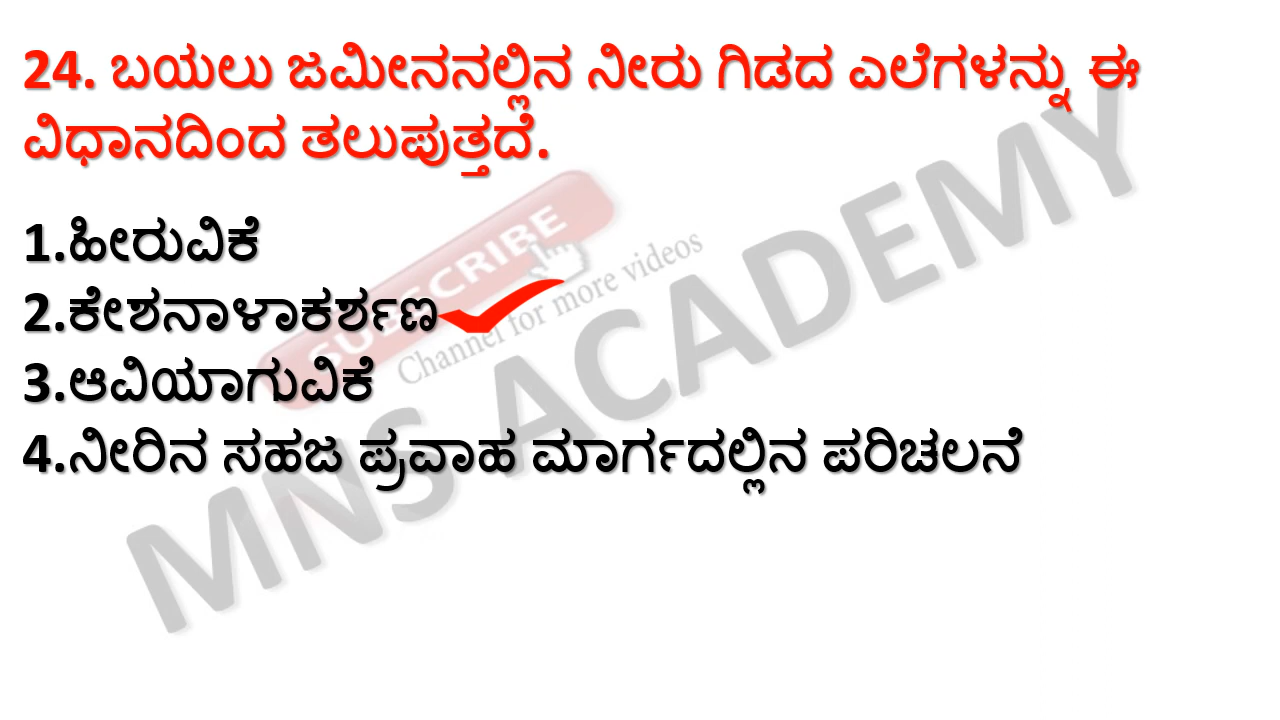 24. ಬಯಲು ಜಮೀನನಲ್ಲಿನ ನೀರು ಗಿಡದ ಎಲೆಗಳನ್ನು ಈ
ವಿಧಾನದಿಂದ ತಲುಪುತ್ತದೆ.
1.ಹೀರುವಿಕೆ
2.ಕೇಶನಾಳಾಕರ್ಶಣ
3.ಆವಿಯಾಗುವಿಕೆ
4.ನೀರಿನ ಸಹಜ ಪ್ರವಾಹ ಮಾರ್ಗದಲ್ಲಿನ ಪರಿಚಲನೆ
SUBSCRIBE
Channel for more videos
MNS ACADEMY